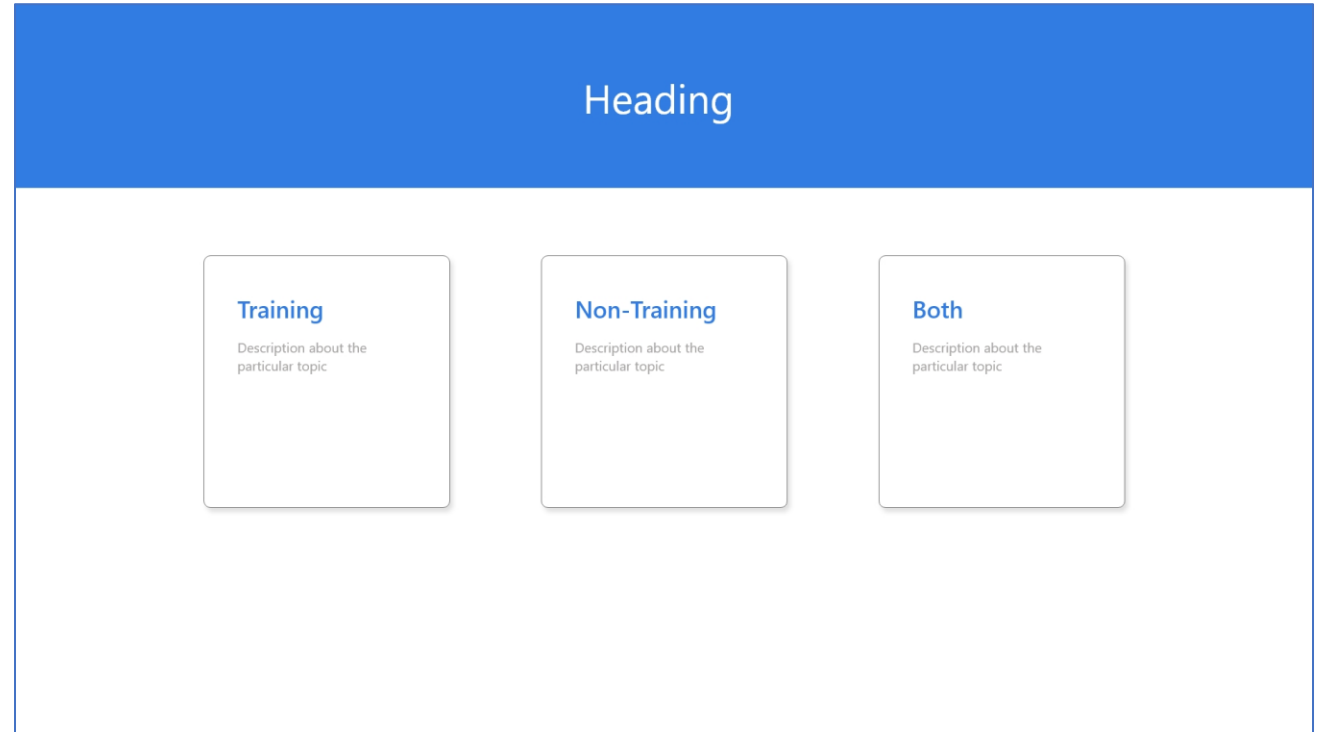 Heading
Training
Description about the
particular topic
Non-Training
Description about the
particular topic
Both
Description about the
particular topic